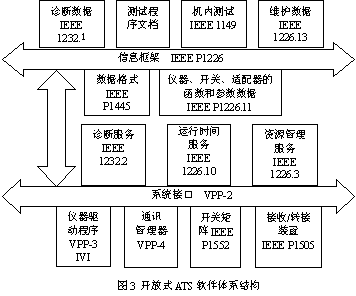 诊断数据
IEEE
1232.1
测试程
序文档
机内测试
IEEE 1149
维护数据
IEEE
1226.13
信息框架 IEEE P1226
数据格式
IEEE
P1445
仪器、开关、适配器的
函数和参数数据
IEEE P1226.11
诊断服务
IEEE
1232.2
运行时间
服务
IEEE
1226.10
资源管理
服务
IEEE
1226.3
系统接口 VPP-2
仪器驱
动程序
VPP-3
IVI
通讯
管理器
VPP-4
开关矩
阵 IEEE
P1552
接收/转接
装置
IEEE P1505
图 3 开放式 ATS 软件体系结构